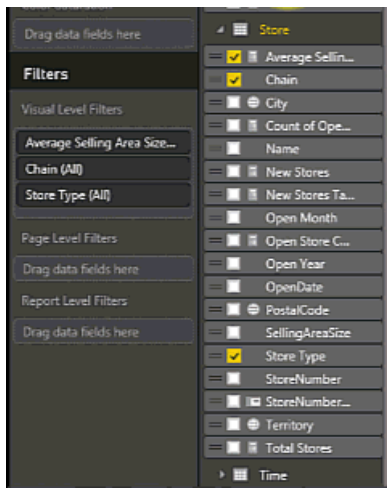 Drag data fields here
Filters
Visual Level Filters
Average Selling Area Size...
Chain (All)
Store Type (All)
Page Level Filters
Drag data fields here
Report Level Filters
Drag data fields here
Store
Average Sellin...
Chain
City
Count of Ope...
Name
New Stores
New Stores Ta...
Open Month
Open Store C...
Open Year
OpenDate
PostalCode
SellingAreaSize
Store Type
StoreNumber
StoreNumber...
Territory
Total Stores
Time